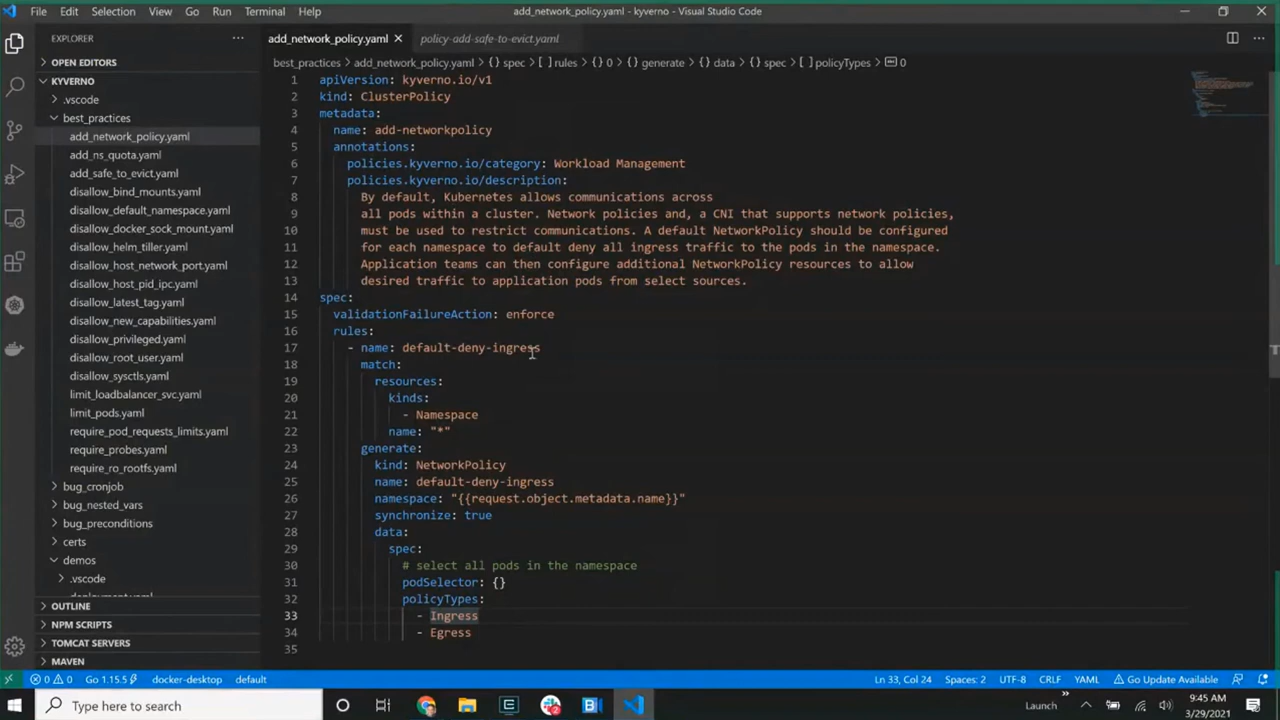 File Edit Selection View Go Run Terminal Help
add_network_policy.yaml - kyverno - Visual Studio Code
EXPLORER
OPEN EDITORS
KYVERNO
.vscode
best_practices
add_network_policy.yaml
add_ns_quota.yaml
add_safe_to_evict.yaml
disallow_bind_mounts.yaml
disallow_default_namespace.yaml
disallow_docker_sock_mount.yaml
disallow_helm_tiller.yaml
disallow_host_network_port.yaml
disallow_host_pid_ipc.yaml
disallow_latest_tag.yaml
disallow_new_capabilities.yaml
disallow_privileged.yaml
disallow_root_user.yaml
disallow_sysctls.yaml
limit_loadbalancer_svc.yaml
limit_pods.yaml
require_pod_requests_limits.yaml
require_probes.yaml
require_ro_rootfs.yaml
bug_cronjob
bug_nested_vars
bug_preconditions
certs
demos
.vscode
deployment.yaml
OUTLINE
NPM SCRIPTS
TOMCAT SERVERS
MAVEN
add_network_policy.yaml policy-add-safe-to-evict.yaml
best_practices > add_network_policy.yaml > {} spec > [ ] rules > {} 0 > {} generate > {} data > {} spec > [ ] policyTypes > 0
1 apiVersion: kyverno.io/v1
2 kind: ClusterPolicy
3 metadata:
4 name: add-networkpolicy
5 annotations:
6 policies.kyverno.io/category: Workload Management
7 policies.kyverno.io/description:
8 By default, Kubernetes allows communications across
9 all pods within a cluster. Network policies and, a CNI that supports network policies,
10 must be used to restrict communications. A default NetworkPolicy should be configured
11 for each namespace to default deny all ingress traffic to the pods in the namespace.
12 Application teams can then configure additional NetworkPolicy resources to allow
13 desired traffic to application pods from select sources.
14 spec:
15 validationFailureAction: enforce
16 rules:
17 - name: default-deny-ingress
18 match:
19 resources:
20 kinds:
21 - Namespace
22 name: "*"
23 generate:
24 kind: NetworkPolicy
25 name: default-deny-ingress
26 namespace: "{{request.object.metadata.name}}"
27 synchronize: true
28 data:
29 spec:
30 # select all pods in the namespace
31 podSelector: {}
32 policyTypes:
33 - Ingress
34 - Egress
35
0 0 Go 1.15.5 docker-desktop default
Ln 33, Col 24 Spaces: 2 UTF-8 CRLF YAML Go Update Available
Type here to search
Launch
9:45 AM
3/29/2021